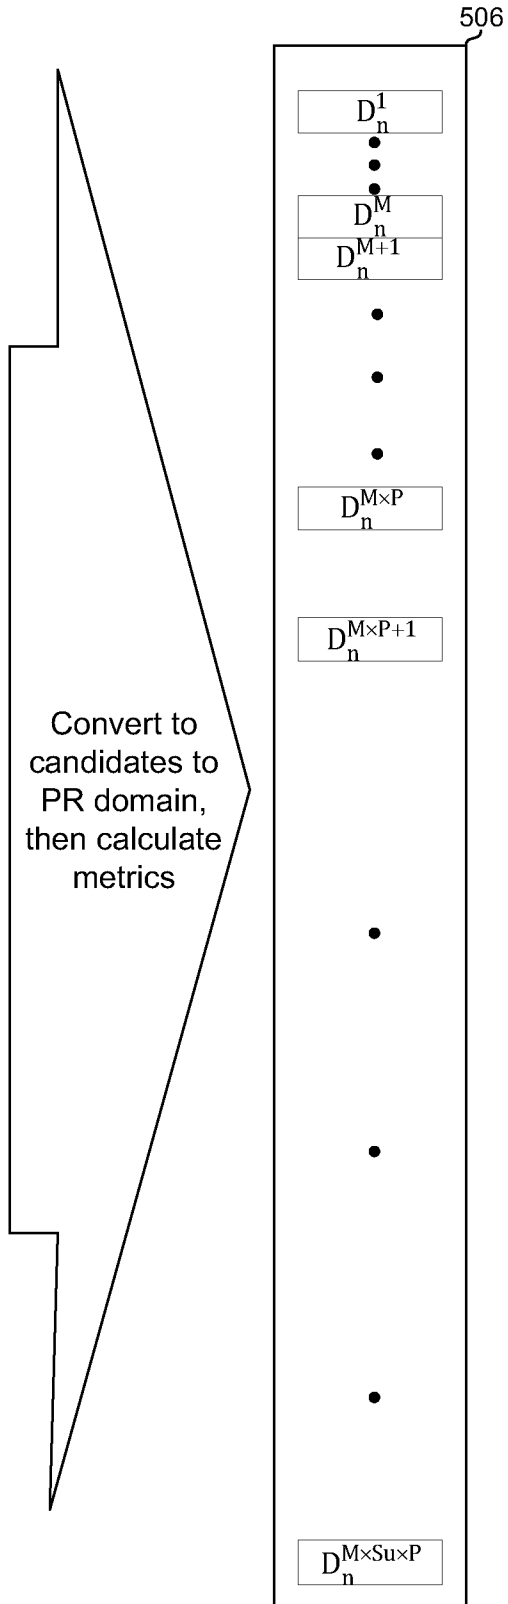 506
D_n^1
D_n^M
D_n^{M+1}
D_n^{M×P}
D_n^{M×P+1}
Convert to
candidates to
PR domain,
then calculate
metrics
D_n^{M×Su×P}